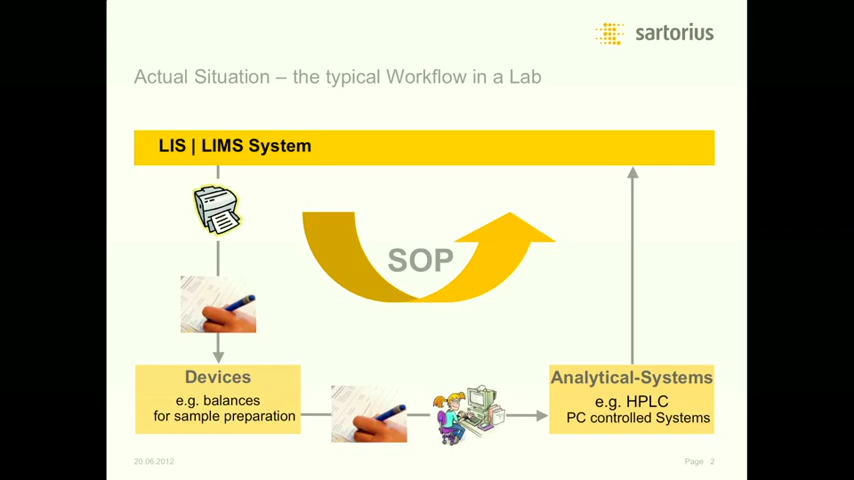 sartorius
Actual Situation – the typical Workflow in a Lab
LIS | LIMS System
SOP
Devices
e.g. balances
for sample preparation
Analytical-Systems
e.g. HPLC
PC controlled Systems
20.06.2012
Page 2